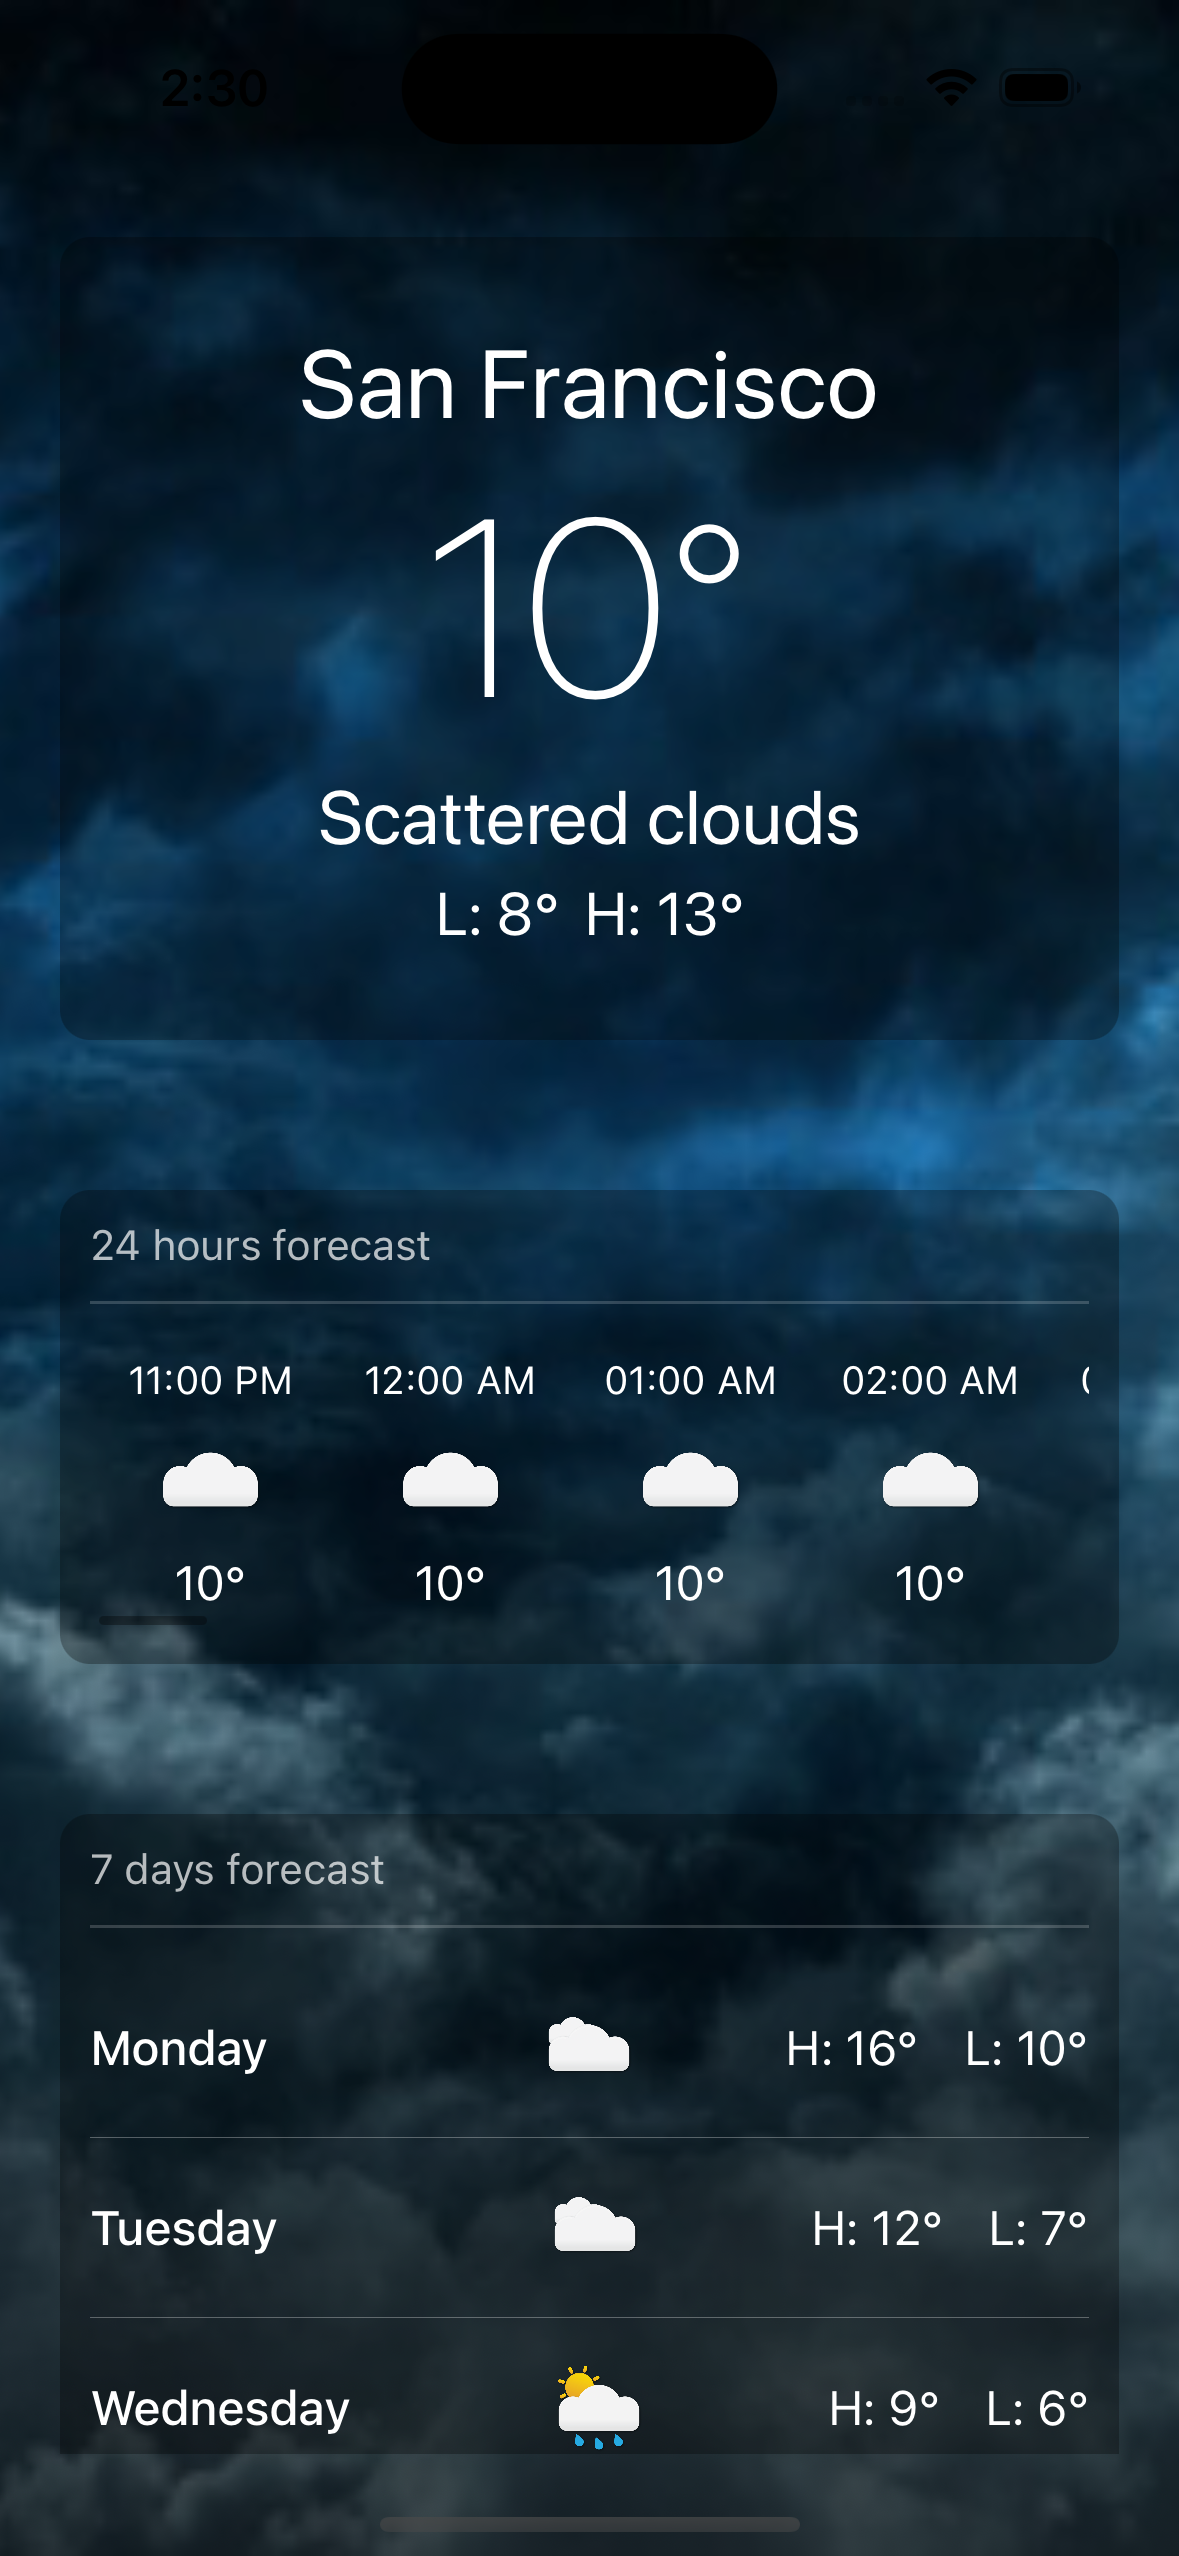 2:30
San Francisco
10°
Scattered clouds
L: 8° H: 13°
24 hours forecast
11:00 PM 12:00 AM 01:00 AM 02:00 AM
10° 10° 10° 10°
7 days forecast
Monday H: 16° L: 10°
Tuesday H: 12° L: 7°
Wednesday H: 9° L: 6°